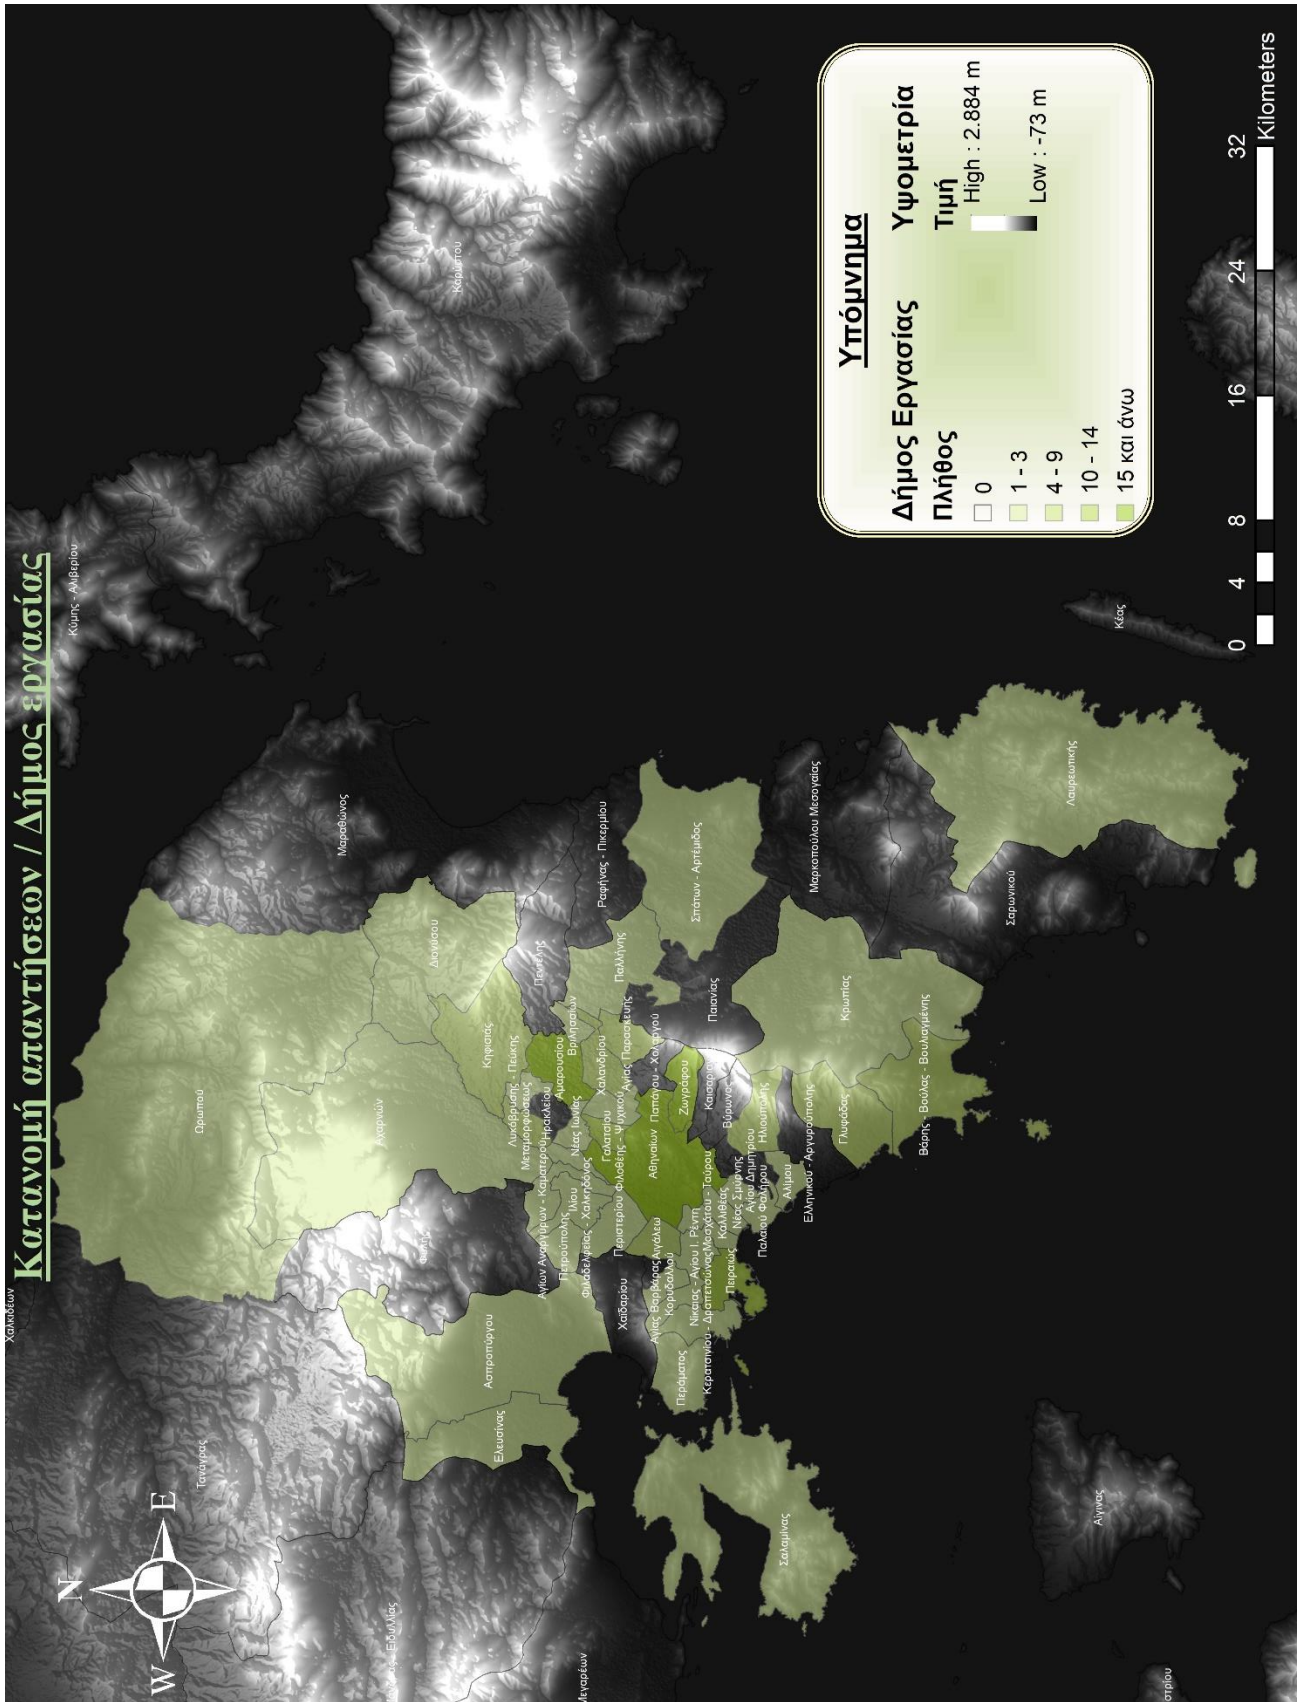 Κατανομή απαντήσεων / Δήμος εργασίας
N
W
E
Χαλκιδέων
Κύμης - Αλιβερίου
Τανάγρας
Ωρωπού
Μαραθώνος
Καρύστου
Διονύσου
Αχαρνών
Κηφισιάς
Πεντέλης
Ραφήνας - Πικερμίου
Παλλήνης
Σπάτων - Αρτέμιδος
Ασπροπύργου
Ελευσίνας
Λυκόβρυσης - Πεύκης
Μεταμορφώσεως
Ηρακλείου
Αμαρουσίου
Βριλησσίων
Νέας Ιωνίας
Χαλανδρίου
Αγίας Παρασκευής
Γαλατσίου
Φιλοθέης - Ψυχικού
Παπάγου - Χολαργού
Αγίων Αναργύρων - Καματερού
Πετρούπολης
Ιλίου
Φιλαδελφείας - Χαλκηδόνος
Περιστερίου
Χαϊδαρίου
Αθηναίων
Ζωγράφου
Παιανίας
Βύρωνος
Αιγάλεω
Αγίας Βαρβάρας
Κορυδαλλού
Νίκαιας - Αγίου Ι. Ρέντη
Μοσχάτου - Ταύρου
Καλλιθέας
Νέας Σμύρνης
Αγίου Δημητρίου
Ηλιούπολης
Περάματος
Κερατσινίου - Δραπετσώνας
Πειραιώς
Παλαιού Φαλήρου
Αλίμου
Ελληνικού - Αργυρούπολης
Γλυφάδας
Κρωπίας
Μαρκοπούλου Μεσογαίας
Βάρης - Βούλας - Βουλιαγμένης
Σαρωνικού
Λαυρεωτικής
Σαλαμίνας
Ειδυλλίας
Μεγαρέων
Αίγινας
Κέας
Υπόμνημα
Δήμος Εργασίας
Πλήθος
0
1 - 3
4 - 9
10 - 14
15 και άνω
Υψομετρία
Τιμή
High : 2.884 m
Low : -73 m
0 4 8 16 24 32
Kilometers